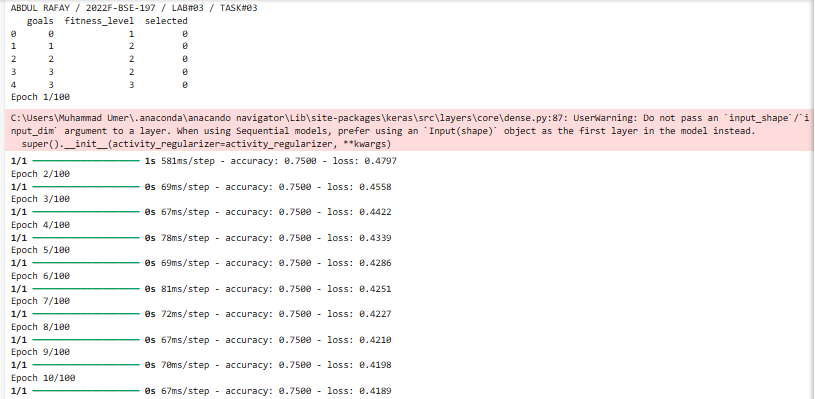 ABDUL RAFAY / 2022F-BSE-197 / LAB#03 / TASK#03
goals fitness_level selected
0 0 1 0
1 1 2 0
2 2 2 0
3 3 2 0
4 3 3 0
Epoch 1/100
C:\Users\Muhammad Umer\.anaconda\anacando navigator\Lib\site-packages\keras\src\layers\core\dense.py:87: UserWarning: Do not pass an `input_shape`/`i
nput_dim` argument to a layer. When using Sequential models, prefer using an `Input(shape)` object as the first layer in the model instead.
super().__init__(activity_regularizer=activity_regularizer, **kwargs)
1/1 ━━━━━━━━━━━━━━━━━━━━ 1s 581ms/step - accuracy: 0.7500 - loss: 0.4797
Epoch 2/100
1/1 ━━━━━━━━━━━━━━━━━━━━ 0s 69ms/step - accuracy: 0.7500 - loss: 0.4558
Epoch 3/100
1/1 ━━━━━━━━━━━━━━━━━━━━ 0s 67ms/step - accuracy: 0.7500 - loss: 0.4422
Epoch 4/100
1/1 ━━━━━━━━━━━━━━━━━━━━ 0s 78ms/step - accuracy: 0.7500 - loss: 0.4339
Epoch 5/100
1/1 ━━━━━━━━━━━━━━━━━━━━ 0s 69ms/step - accuracy: 0.7500 - loss: 0.4286
Epoch 6/100
1/1 ━━━━━━━━━━━━━━━━━━━━ 0s 81ms/step - accuracy: 0.7500 - loss: 0.4251
Epoch 7/100
1/1 ━━━━━━━━━━━━━━━━━━━━ 0s 72ms/step - accuracy: 0.7500 - loss: 0.4227
Epoch 8/100
1/1 ━━━━━━━━━━━━━━━━━━━━ 0s 67ms/step - accuracy: 0.7500 - loss: 0.4210
Epoch 9/100
1/1 ━━━━━━━━━━━━━━━━━━━━ 0s 70ms/step - accuracy: 0.7500 - loss: 0.4198
Epoch 10/100
1/1 ━━━━━━━━━━━━━━━━━━━━ 0s 67ms/step - accuracy: 0.7500 - loss: 0.4189